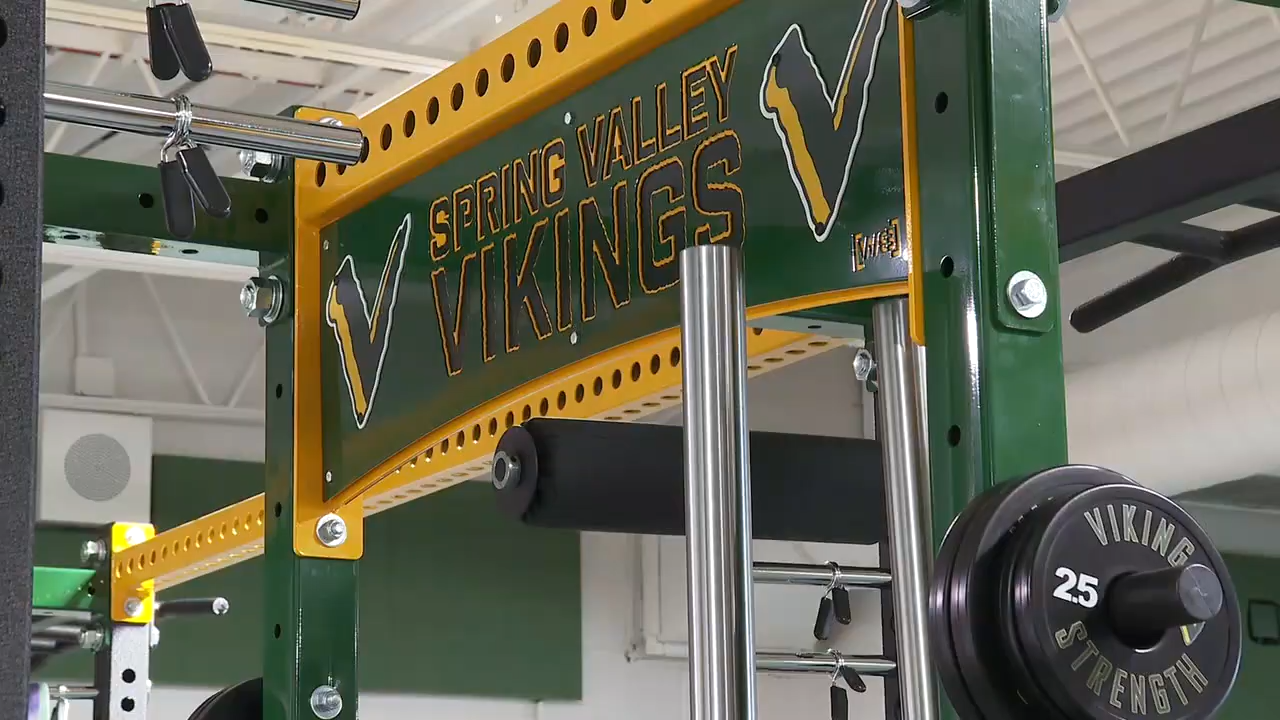 SPRING VALLEY
VIKINGS
V
V
VIKING
25
STRENGTH